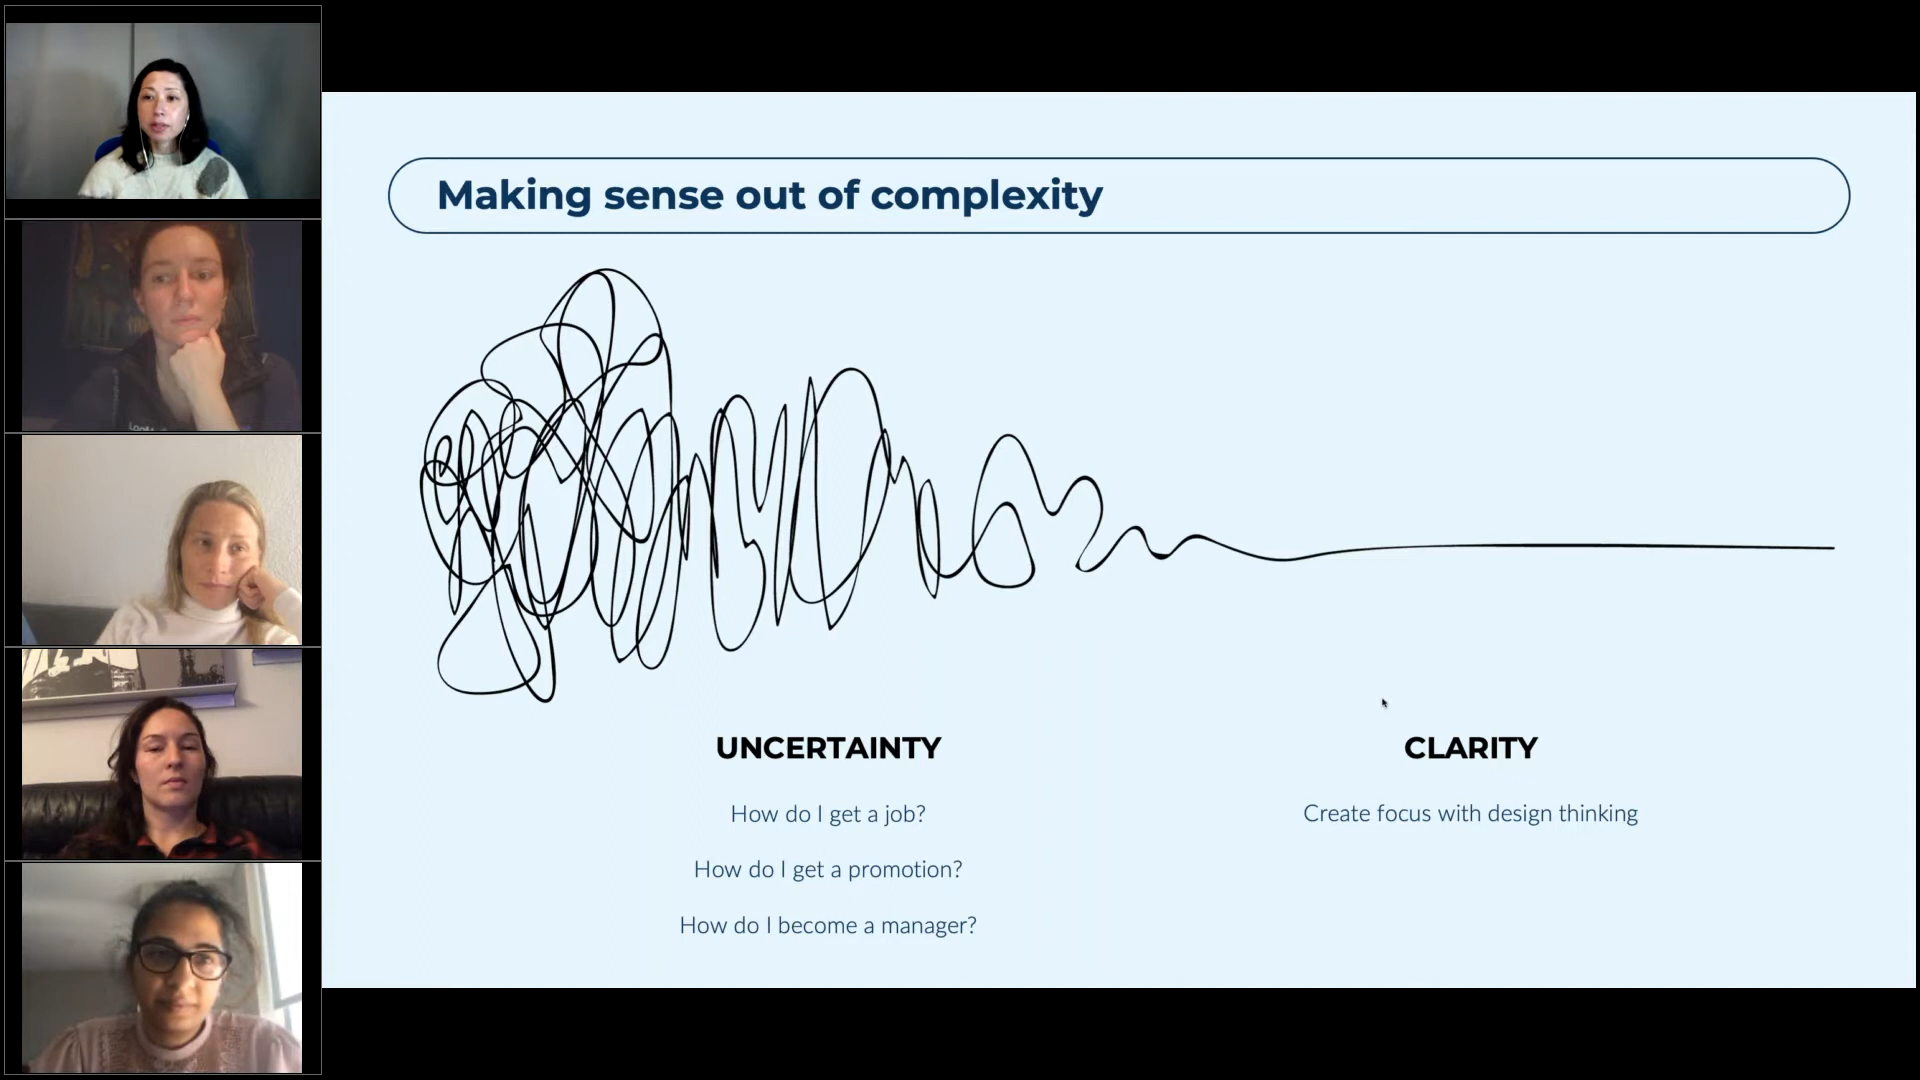 Making sense out of complexity
UNCERTAINTY
How do I get a job?
How do I get a promotion?
How do I become a manager?
CLARITY
Create focus with design thinking